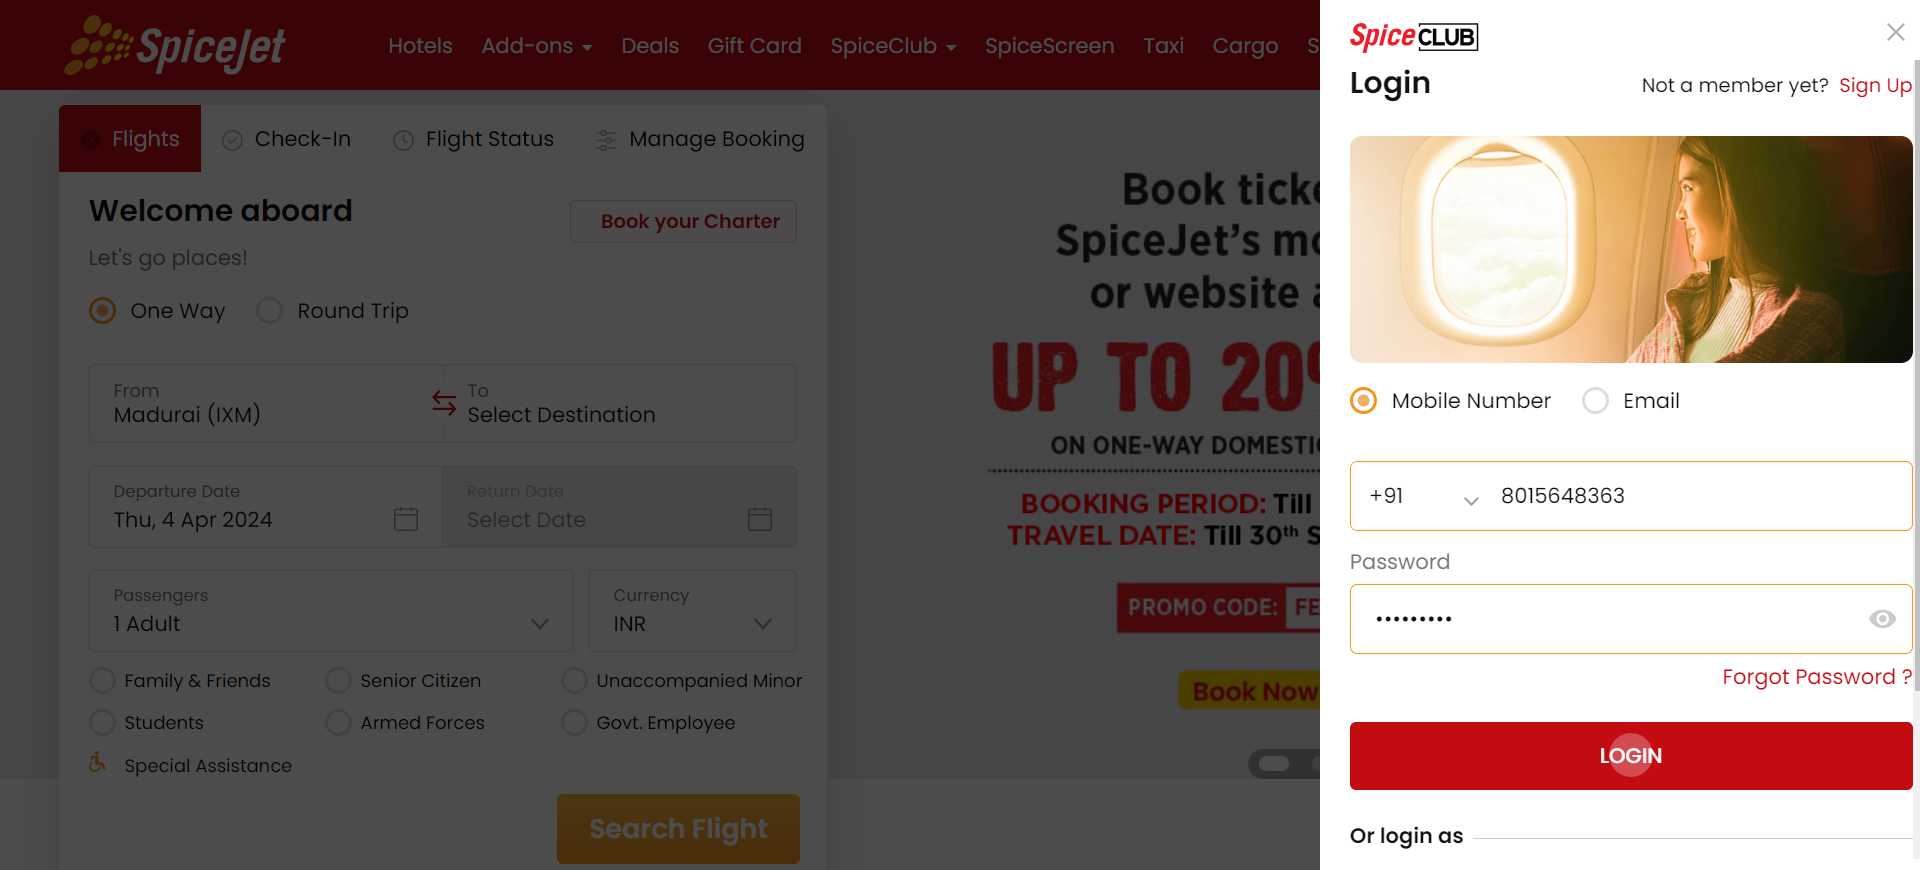 SpiceJet
Hotels Add-ons Deals Gift Card SpiceClub SpiceScreen Taxi Cargo S
Flights Check-In Flight Status Manage Booking
Welcome aboard
Book your Charter
Let's go places!
One Way Round Trip
From
Madurai (IXM)
To
Select Destination
Departure Date
Thu, 4 Apr 2024
Return Date
Select Date
Passengers
1 Adult
Currency
INR
Family & Friends Senior Citizen Unaccompanied Minor
Students Armed Forces Govt. Employee
Special Assistance
Search Flight
Book ticke
SpiceJet's mo
or website a
UP TO 20%
ON ONE-WAY DOMESTIC
BOOKING PERIOD: Till
TRAVEL DATE: Till 30th S
PROMO CODE: FE
Book Now
SpiceCLUB
Login
Not a member yet? Sign Up
Mobile Number Email
+91 8015648363
Password
•••••••••
Forgot Password ?
LOGIN
Or login as